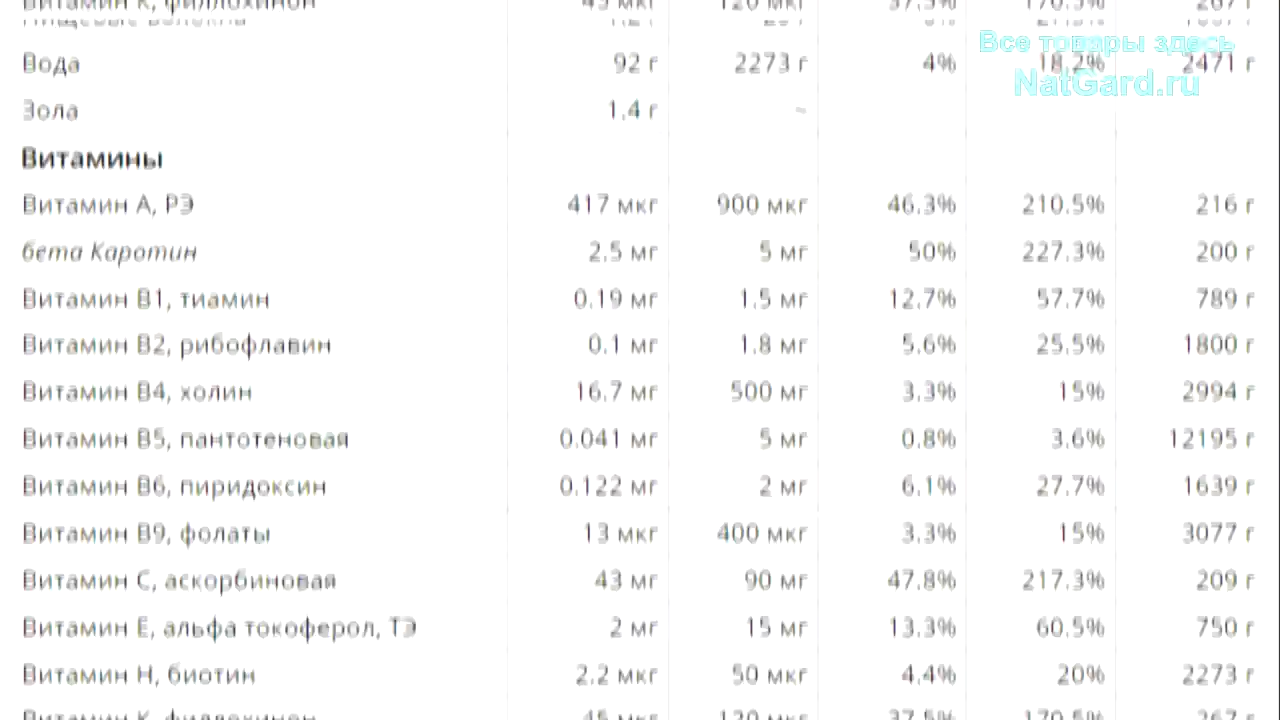 Все товары здесь
NatGard.ru
Вода 92 г 2273 г 4% 18,2% 2471 г
Зола 1,4 г -
Витамины
Витамин А, РЭ 417 мкг 900 мкг 46,3% 210,5% 216 г
бета Каротин 2,5 мг 5 мг 50% 227,3% 200 г
Витамин В1, тиамин 0,19 мг 1,5 мг 12,7% 57,7% 789 г
Витамин В2, рибофлавин 0,1 мг 1,8 мг 5,6% 25,5% 1800 г
Витамин В4, холин 16,7 мг 500 мг 3,3% 15% 2994 г
Витамин В5, пантотеновая 0,041 мг 5 мг 0,8% 3,6% 12195 г
Витамин В6, пиридоксин 0,122 мг 2 мг 6,1% 27,7% 1639 г
Витамин В9, фолаты 13 мкг 400 мкг 3,3% 15% 3077 г
Витамин C, аскорбиновая 43 мг 90 мг 47,8% 217,3% 209 г
Витамин Е, альфа токоферол, ТЭ 2 мг 15 мг 13,3% 60,5% 750 г
Витамин Н, биотин 2,2 мкг 50 мкг 4,4% 20% 2273 г